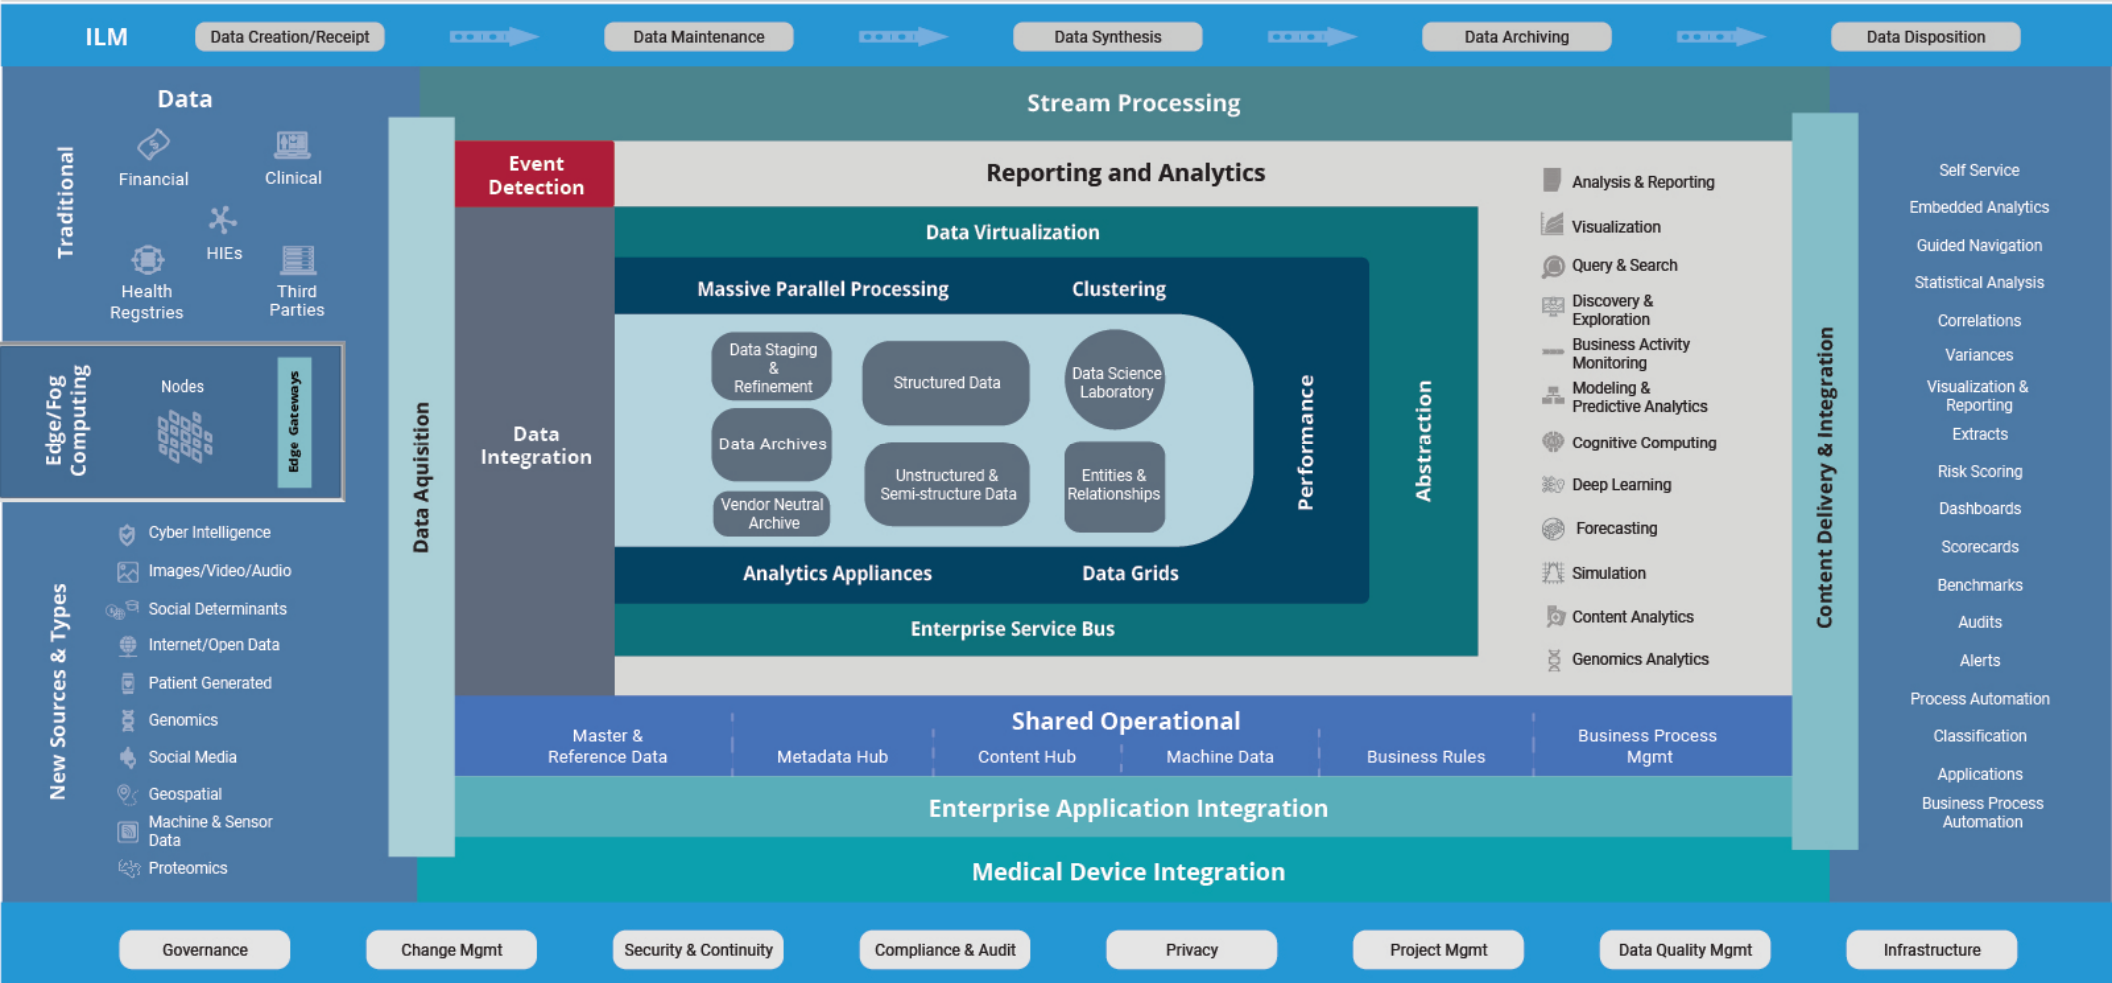 ILM
Data Creation/Receipt
Data Maintenance
Data Synthesis
Data Archiving
Data Disposition
Data
Traditional
Financial
Clinical
HIEs
Health
Regstries
Third
Parties
Edge/Fog
Computing
Nodes
Edge Gateways
New Sources & Types
Cyber Intelligence
Images/Video/Audio
Social Determinants
Internet/Open Data
Patient Generated
Genomics
Social Media
Geospatial
Machine & Sensor
Data
Proteomics
Data Aquisition
Stream Processing
Event
Detection
Data
Integration
Reporting and Analytics
Data Virtualization
Massive Parallel Processing
Clustering
Data Staging
&
Refinement
Data Archives
Vendor Neutral
Archive
Structured Data
Unstructured &
Semi-structure Data
Data Science
Laboratory
Entities &
Relationships
Analytics Appliances
Data Grids
Enterprise Service Bus
Performance
Abstraction
Analysis & Reporting
Visualization
Query & Search
Discovery &
Exploration
Business Activity
Monitoring
Modeling &
Predictive Analytics
Cognitive Computing
Deep Learning
Forecasting
Simulation
Content Analytics
Genomics Analytics
Shared Operational
Master &
Reference Data
Metadata Hub
Content Hub
Machine Data
Business Rules
Business Process
Mgmt
Enterprise Application Integration
Medical Device Integration
Content Delivery & Integration
Self Service
Embedded Analytics
Guided Navigation
Statistical Analysis
Correlations
Variances
Visualization &
Reporting
Extracts
Risk Scoring
Dashboards
Scorecards
Benchmarks
Audits
Alerts
Process Automation
Classification
Applications
Business Process
Automation
Governance
Change Mgmt
Security & Continuity
Compliance & Audit
Privacy
Project Mgmt
Data Quality Mgmt
Infrastructure